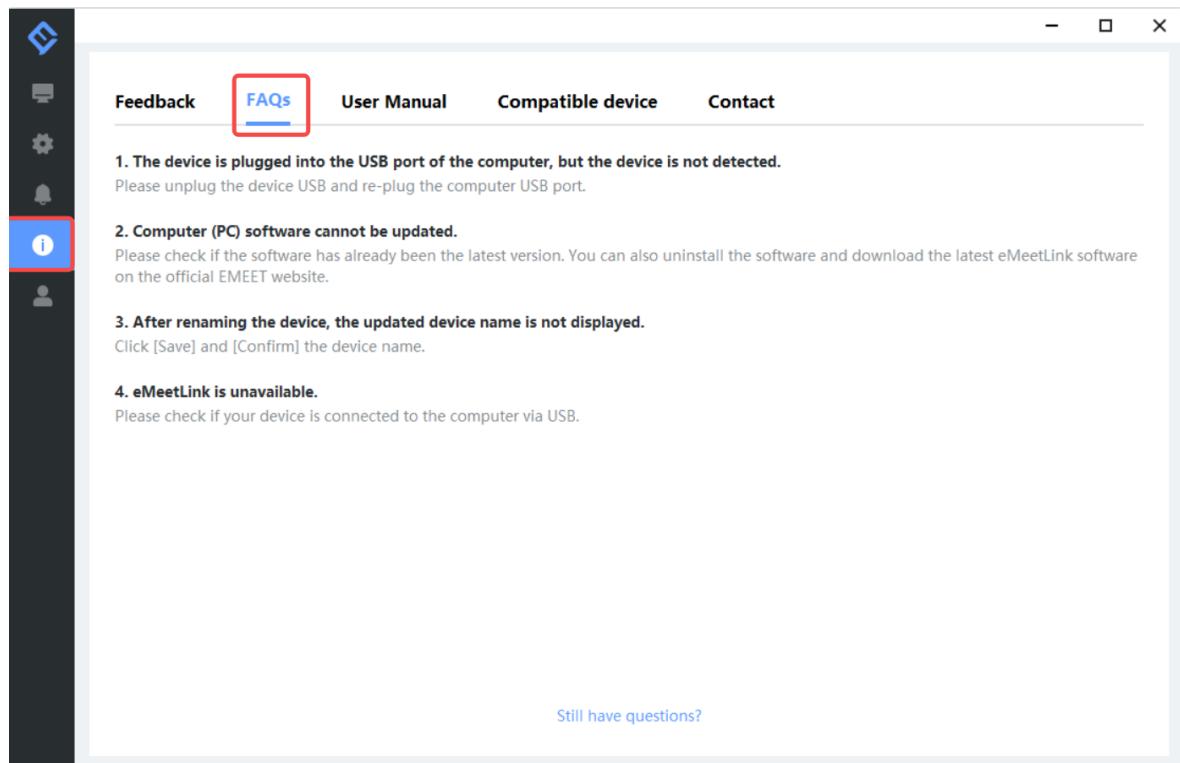 Feedback FAQs User Manual Compatible device Contact
1. The device is plugged into the USB port of the computer, but the device is not detected.
Please unplug the device USB and re-plug the computer USB port.
2. Computer (PC) software cannot be updated.
Please check if the software has already been the latest version. You can also uninstall the software and download the latest eMeetLink software
on the official EMEET website.
3. After renaming the device, the updated device name is not displayed.
Click [Save] and [Confirm] the device name.
4. eMeetLink is unavailable.
Please check if your device is connected to the computer via USB.
Still have questions?